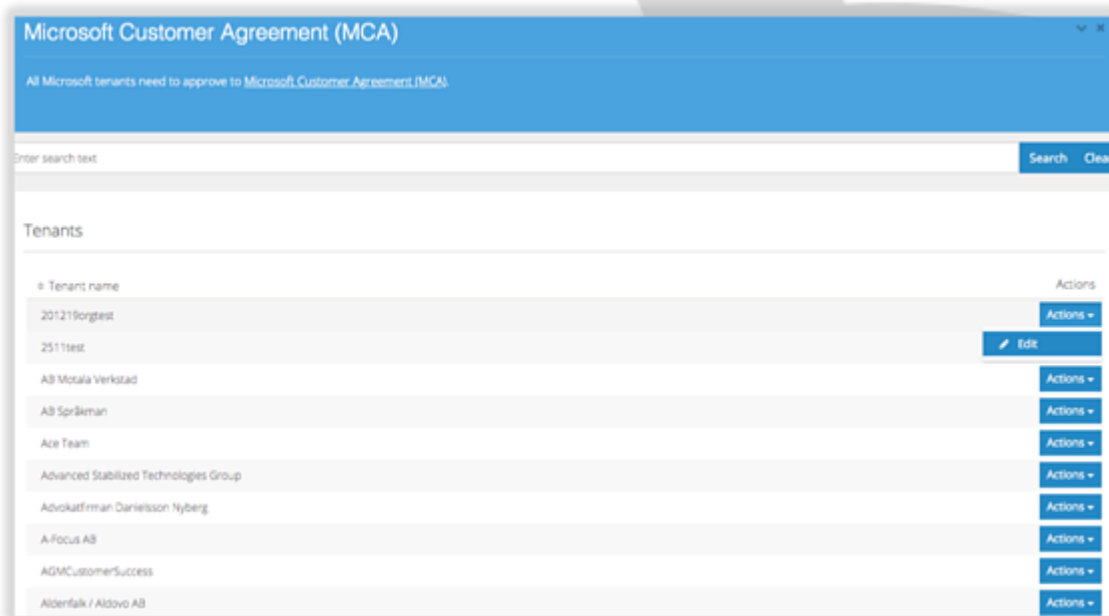 Microsoft Customer Agreement (MCA)
All Microsoft tenants need to approve to Microsoft Customer Agreement (MCA).
Enter search text Search Clea
Tenants
Tenant name Actions
201219orgtest Actions
2511test Edit
AB Motala Verkstad Actions
AB Språkman Actions
Ace Team Actions
Advanced Stabilized Technologies Group Actions
Advokatfirman Danielsson Nyberg Actions
A-Focus AB Actions
AGMCustomerSuccess Actions
Aldenfalk / Aldovo AB Actions